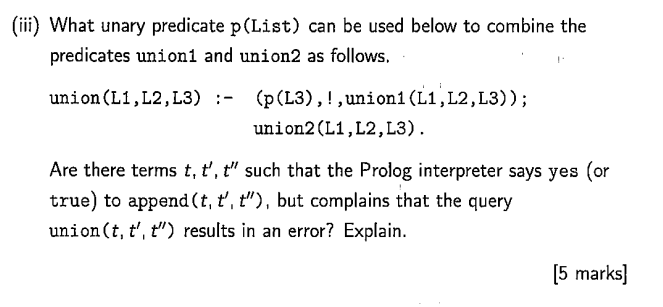 (iii) What unary predicate p(List) can be used below to combine the
predicates union1 and union2 as follows.
union(L1,L2,L3) :- (p(L3),!,union1(L1,L2,L3));
union2(L1,L2,L3).
Are there terms t, t′, t″ such that the Prolog interpreter says yes (or
true) to append(t, t′, t″), but complains that the query
union(t, t′, t″) results in an error? Explain.
[5 marks]